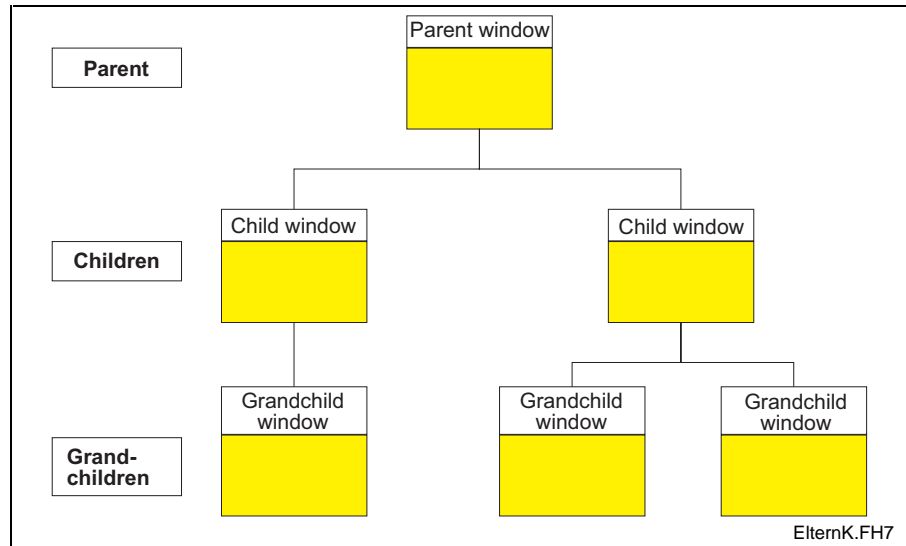 Parent window
Parent
Child window
Child window
Children
Grandchild
window
Grandchild
window
Grandchild
window
Grand-
children
ElternK.FH7